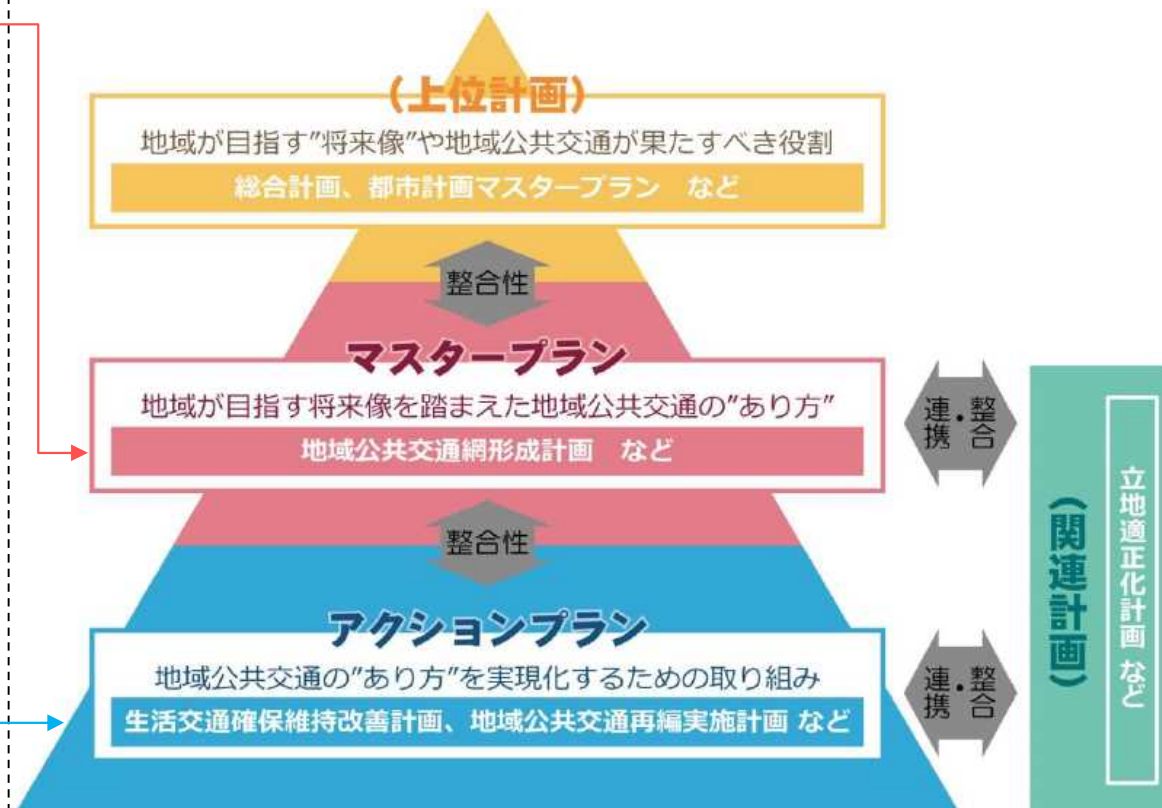 (上位計画)
地域が目指す”将来像”や地域公共交通が果たすべき役割
総合計画、都市計画マスタープラン など
整合性
マスタープラン
地域が目指す将来像を踏まえた地域公共交通の”あり方”
地域公共交通網形成計画 など
連携・整合
整合性
アクションプラン
地域公共交通の”あり方”を実現化するための取り組み
生活交通確保維持改善計画、地域公共交通再編実施計画 など
連携・整合
(関連計画)
立地適正化計画 など